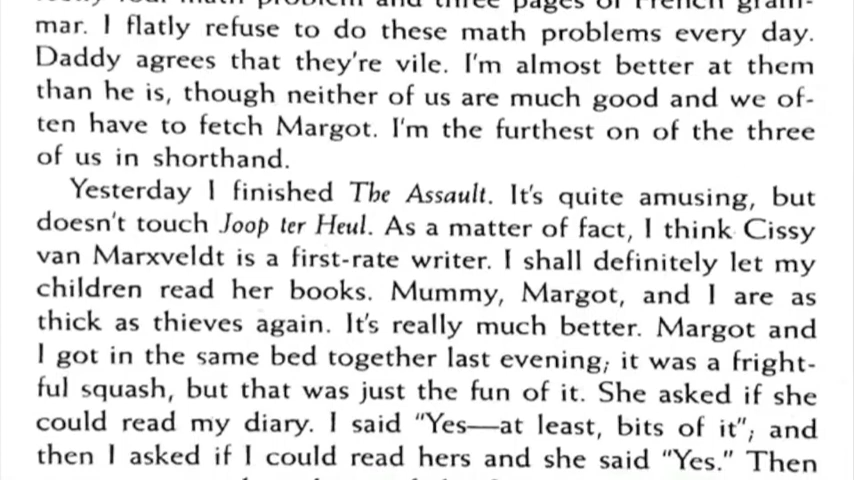 mar. I flatly refuse to do these math problems every day.
Daddy agrees that they're vile. I'm almost better at them
than he is, though neither of us are much good and we of-
ten have to fetch Margot. I'm the furthest on of the three
of us in shorthand.
Yesterday I finished The Assault. It's quite amusing, but
doesn't touch Joop ter Heul. As a matter of fact, I think Cissy
van Marxveldt is a first-rate writer. I shall definitely let my
children read her books. Mummy, Margot, and I are as
thick as thieves again. It's really much better. Margot and
I got in the same bed together last evening; it was a fright-
ful squash, but that was just the fun of it. She asked if she
could read my diary. I said "Yes—at least, bits of it"; and
then I asked if I could read hers and she said "Yes." Then